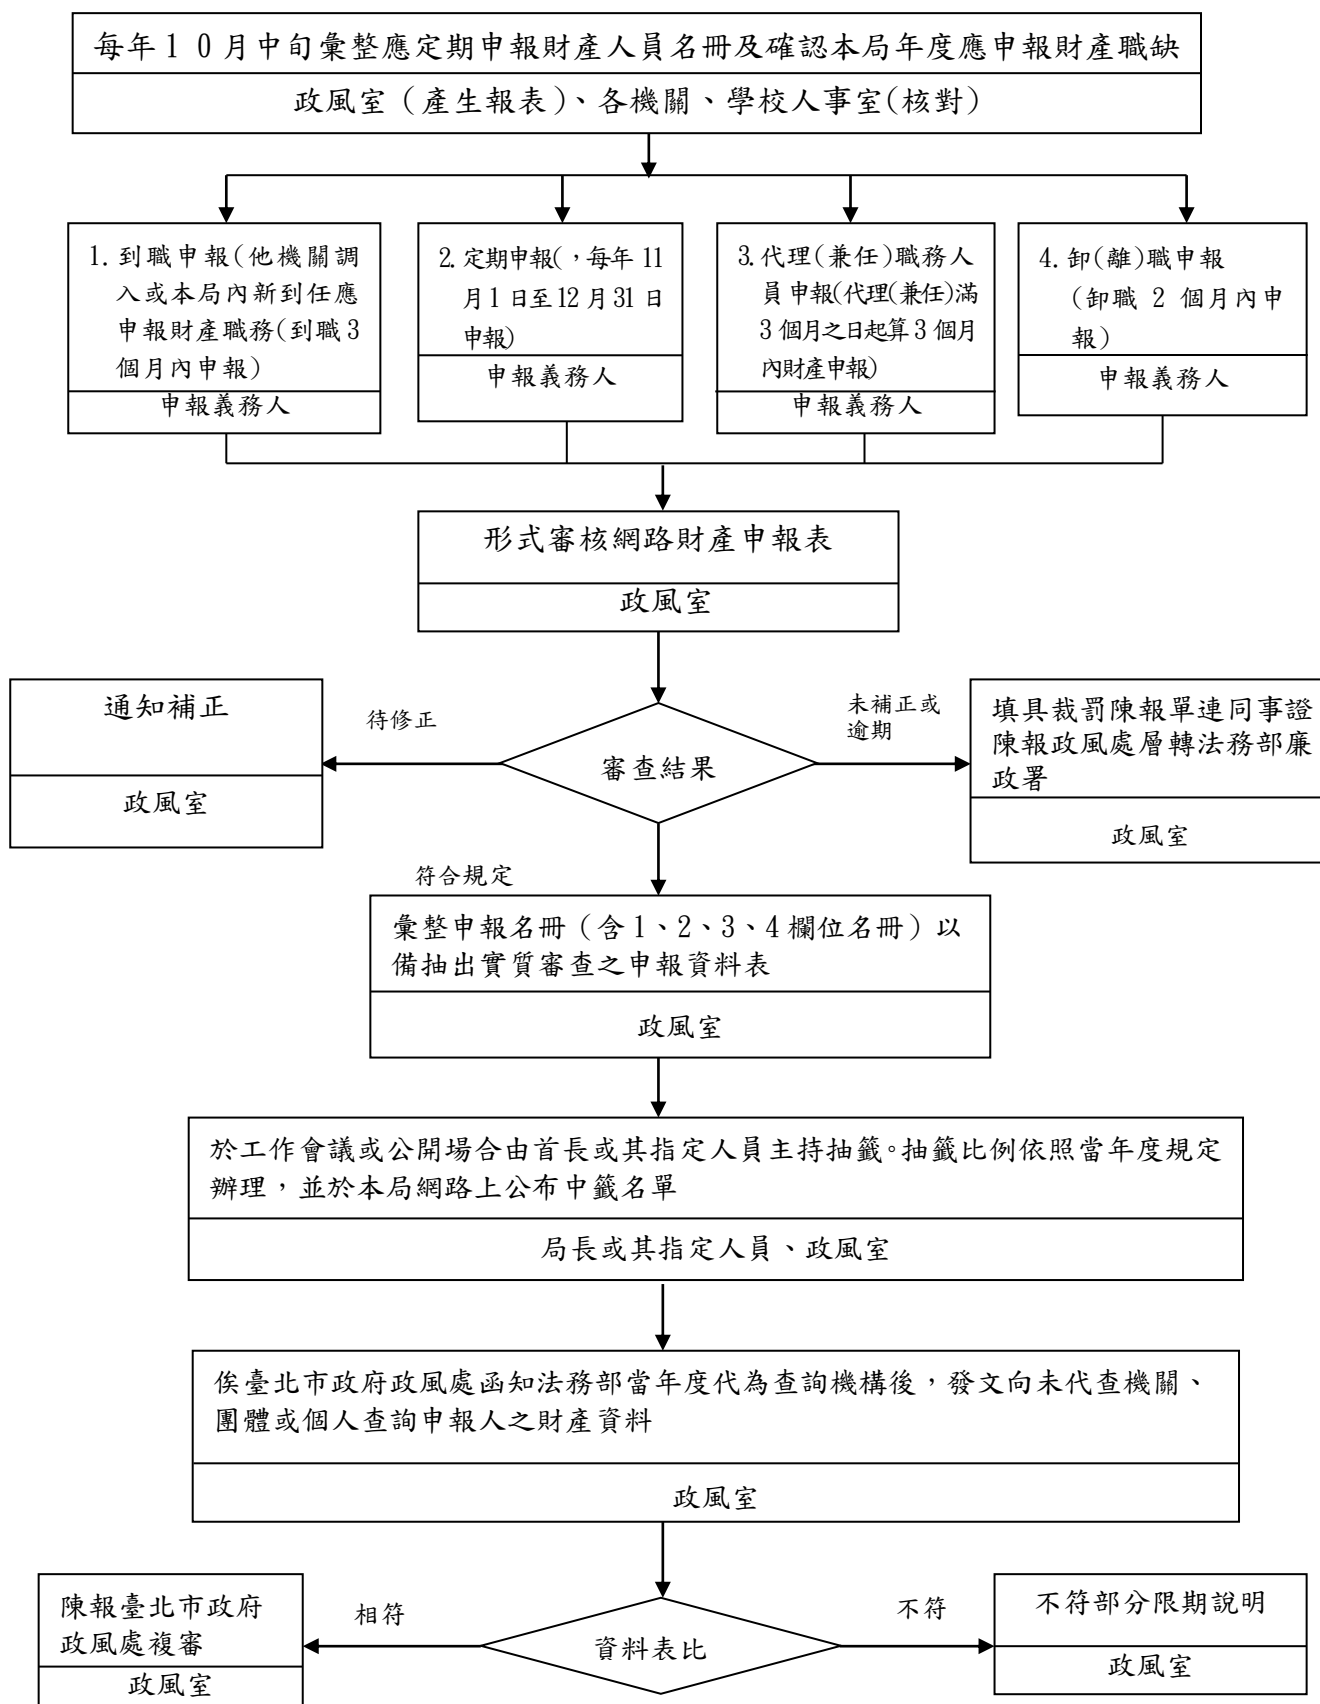 每年10月中旬彙整應定期申報財產人員名冊及確認本局年度應申報財產職缺
政風室（產生報表）、各機關、學校人事室(核對)
1. 到職申報(他機關調
入或本局內新到任應
申報財產職務(到職3
個月內申報)
申報義務人
2. 定期申報(，每年11
月1日至12月31日
申報)
申報義務人
3. 代理(兼任)職務人
員申報(代理(兼任)滿
3個月之日起算3個月
內財產申報)
申報義務人
4. 卸(離)職申報
(卸職 2 個月內申
報)
申報義務人
形式審核網路財產申報表
政風室
通知補正
政風室
待修正
審查結果
未補正或
逾期
填具裁罰陳報單連同事證
陳報政風處層轉法務部廉
政署
政風室
符合規定
彙整申報名冊（含1、2、3、4欄位名冊）以
備抽出實質審查之申報資料表
政風室
於工作會議或公開場合由首長或其指定人員主持抽籤。抽籤比例依照當年度規定
辦理，並於本局網路上公布中籤名單
局長或其指定人員、政風室
俟臺北市政府政風處函知法務部當年度代為查詢機構後，發文向未代查機關、
團體或個人查詢申報人之財產資料
政風室
陳報臺北市政府
政風處複審
政風室
相符
資料表比
不符
不符部分限期說明
政風室